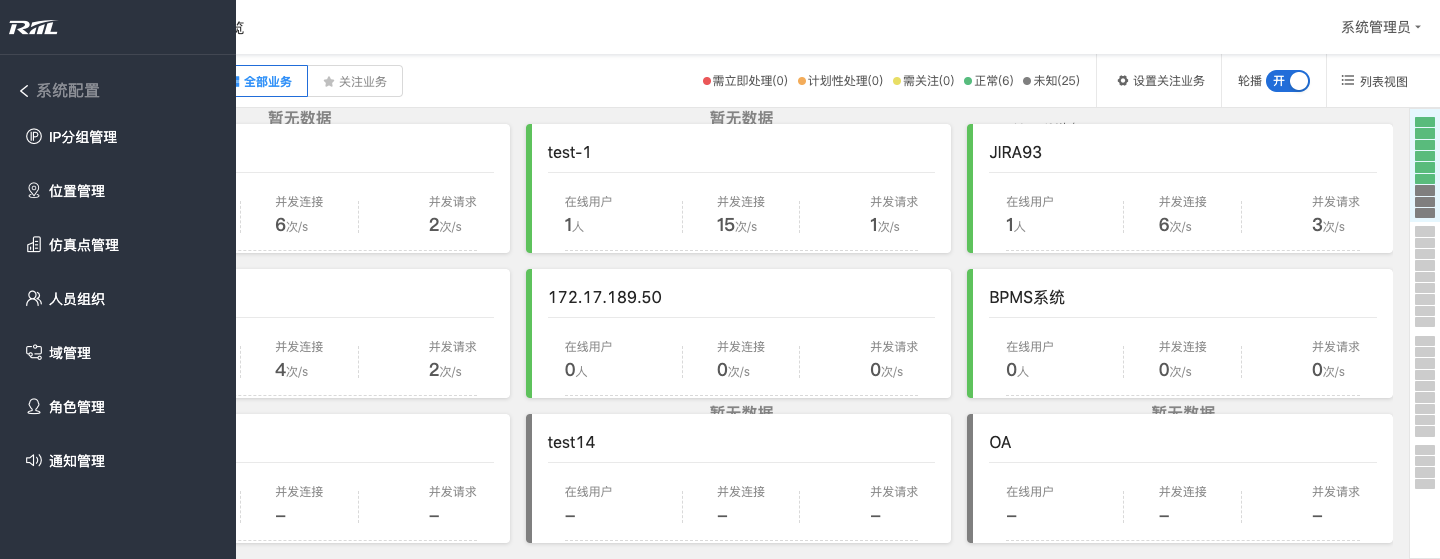 RIIL
览
系统管理员
系统配置
IP分组管理
位置管理
仿真点管理
人员组织
域管理
角色管理
通知管理
全部业务 关注业务
需立即处理(0) 计划性处理(0) 需关注(0) 正常(6) 未知(25)
设置关注业务
轮播 开
列表视图
暂无数据 暂无数据
并发连接 并发请求
6次/s 2次/s
test-1
在线用户 并发连接 并发请求
1人 15次/s 1次/s
JIRA93
在线用户 并发连接 并发请求
1人 6次/s 3次/s
并发连接 并发请求
4次/s 2次/s
172.17.189.50
在线用户 并发连接 并发请求
0人 0次/s 0次/s
BPMS系统
在线用户 并发连接 并发请求
0人 0次/s 0次/s
暂无数据 暂无数据
并发连接 并发请求
– –
test14
在线用户 并发连接 并发请求
– – –
OA
在线用户 并发连接 并发请求
– – –